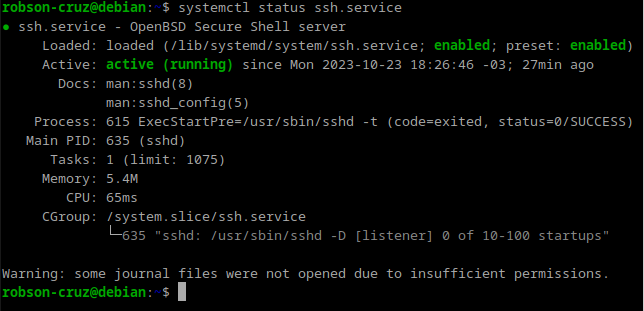 robson-cruz@debian:~$ systemctl status ssh.service
● ssh.service - OpenBSD Secure Shell server
     Loaded: loaded (/lib/systemd/system/ssh.service; enabled; preset: enabled)
     Active: active (running) since Mon 2023-10-23 18:26:46 -03; 27min ago
       Docs: man:sshd(8)
             man:sshd_config(5)
    Process: 615 ExecStartPre=/usr/sbin/sshd -t (code=exited, status=0/SUCCESS)
   Main PID: 635 (sshd)
      Tasks: 1 (limit: 1075)
     Memory: 5.4M
        CPU: 65ms
     CGroup: /system.slice/ssh.service
             └─635 "sshd: /usr/sbin/sshd -D [listener] 0 of 10-100 startups"

Warning: some journal files were not opened due to insufficient permissions.
robson-cruz@debian:~$